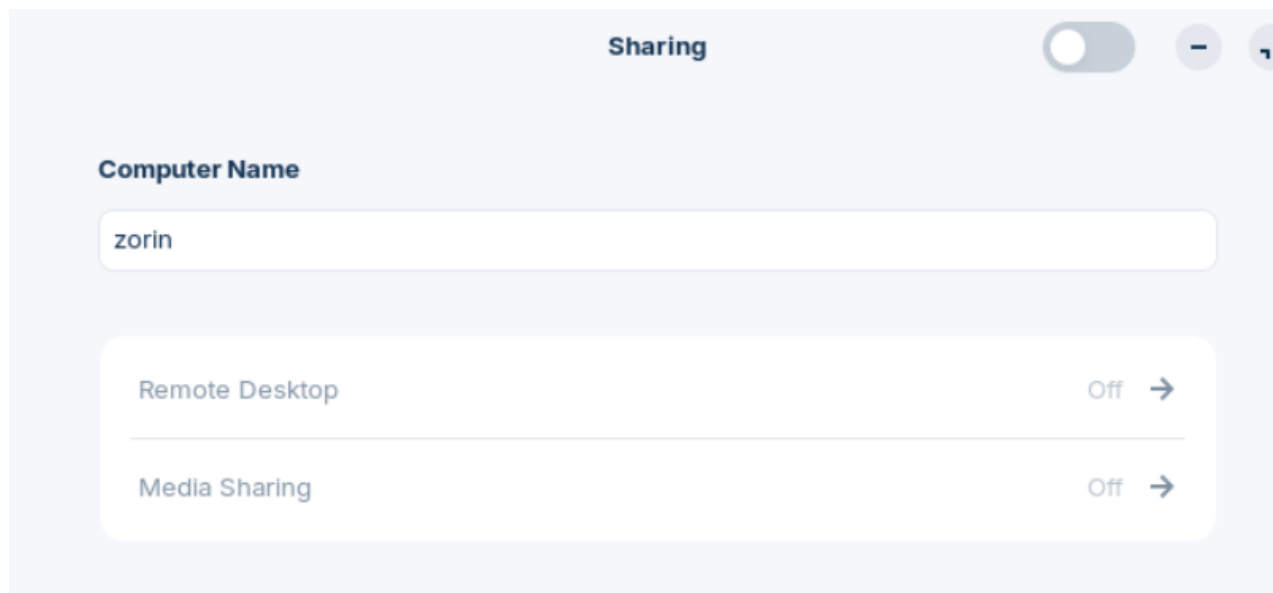 Sharing
Computer Name
zorin
Remote Desktop Off
Media Sharing Off